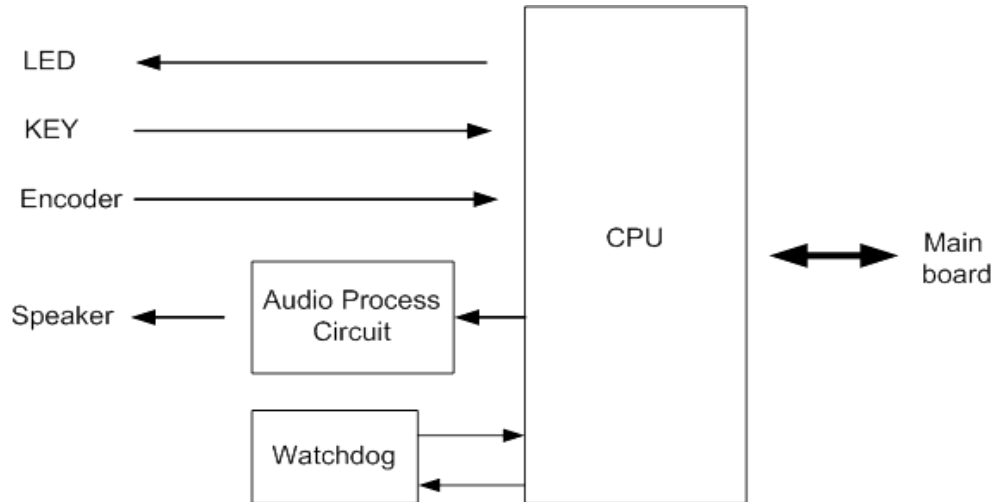 LED
KEY
Encoder
CPU
Main
board
Audio Process
Circuit
Speaker
Watchdog